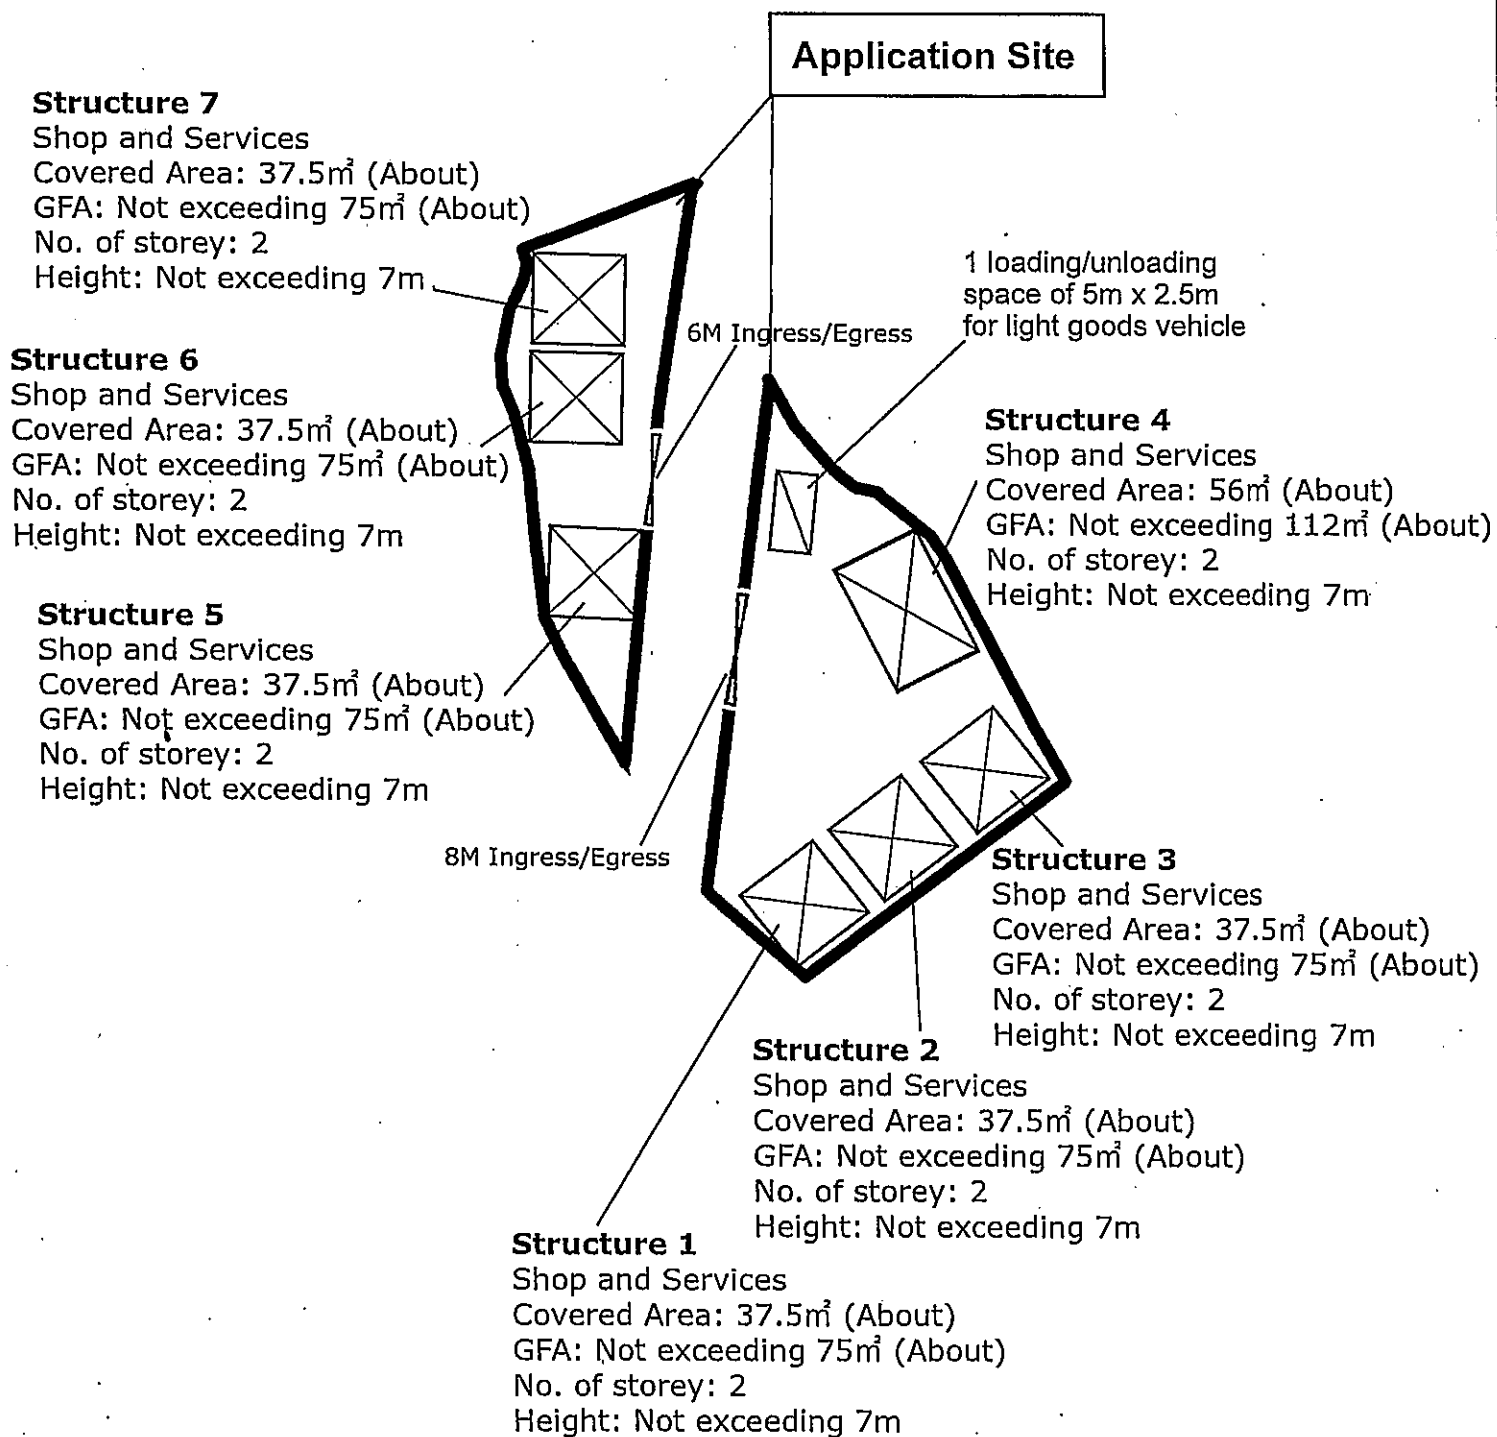 Application Site
Structure 7
Shop and Services
Covered Area: 37.5㎡ (About)
GFA: Not exceeding 75㎡ (About)
No. of storey: 2
Height: Not exceeding 7m
1 loading/unloading
space of 5m x 2.5m
for light goods vehicle
6M Ingress/Egress
Structure 6
Shop and Services
Covered Area: 37.5㎡ (About)
GFA: Not exceeding 75㎡ (About)
No. of storey: 2
Height: Not exceeding 7m
Structure 4
Shop and Services
Covered Area: 56㎡ (About)
GFA: Not exceeding 112㎡ (About)
No. of storey: 2
Height: Not exceeding 7m
Structure 5
Shop and Services
Covered Area: 37.5㎡ (About)
GFA: Not exceeding 75㎡ (About)
No. of storey: 2
Height: Not exceeding 7m
8M Ingress/Egress
Structure 3
Shop and Services
Covered Area: 37.5㎡ (About)
GFA: Not exceeding 75㎡ (About)
No. of storey: 2
Height: Not exceeding 7m
Structure 2
Shop and Services
Covered Area: 37.5㎡ (About)
GFA: Not exceeding 75㎡ (About)
No. of storey: 2
Height: Not exceeding 7m
Structure 1
Shop and Services
Covered Area: 37.5㎡ (About)
GFA: Not exceeding 75㎡ (About)
No. of storey: 2
Height: Not exceeding 7m